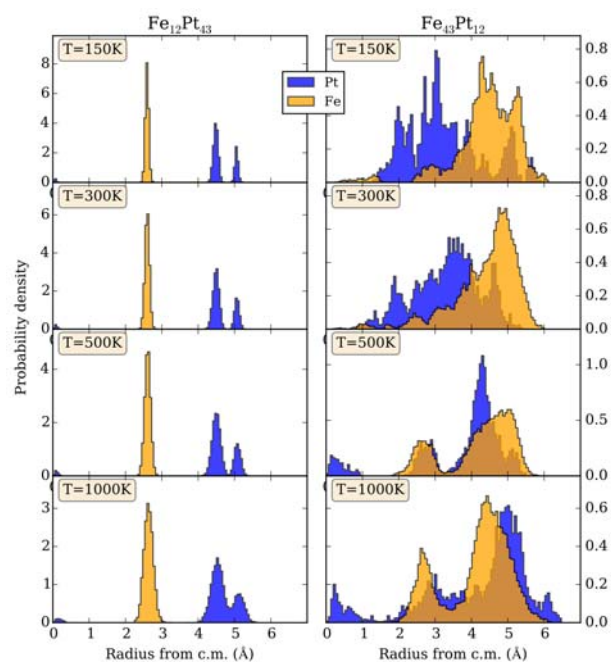 Fe₁₂Pt₄₃
Fe₄₃Pt₁₂
T=150K
8
6
4
2
0
T=150K
Pt
Fe
0.8
0.6
0.4
0.2
0.0
T=300K
6
4
2
0
T=300K
0.8
0.6
0.4
0.2
0.0
Probability density
T=500K
4
2
0
T=500K
1.0
0.5
0.0
T=1000K
3
2
1
0
T=1000K
0.6
0.4
0.2
0.0
0 1 2 3 4 5 6
0 1 2 3 4 5 6
Radius from c.m. (Å)
Radius from c.m. (Å)